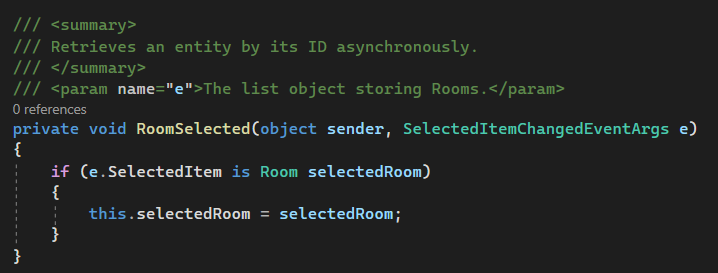 /// <summary>
/// Retrieves an entity by its ID asynchronously.
/// </summary>
/// <param name="e">The list object storing Rooms.</param>
0 references
private void RoomSelected(object sender, SelectedItemChangedEventArgs e)
{
    if (e.SelectedItem is Room selectedRoom)
    {
        this.selectedRoom = selectedRoom;
    }
}